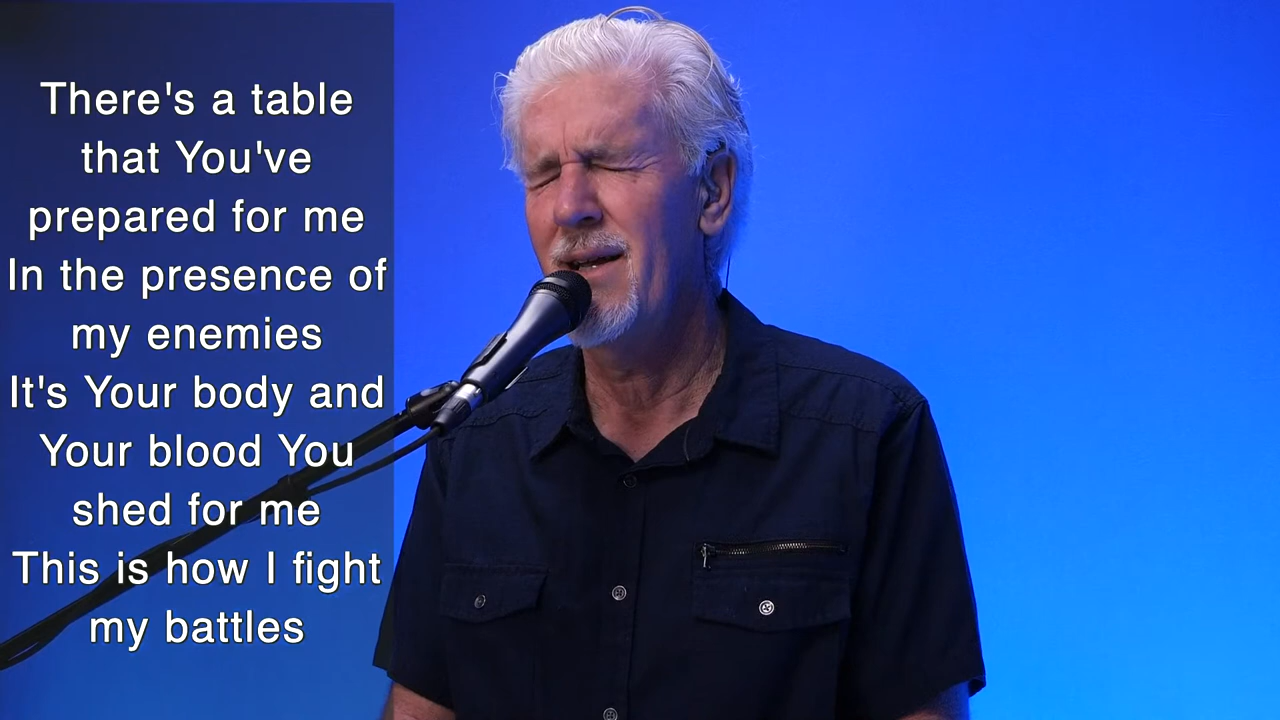 There's a table
that You've
prepared for me
In the presence of
my enemies
It's Your body and
Your blood You
shed for me
This is how I fight
my battles